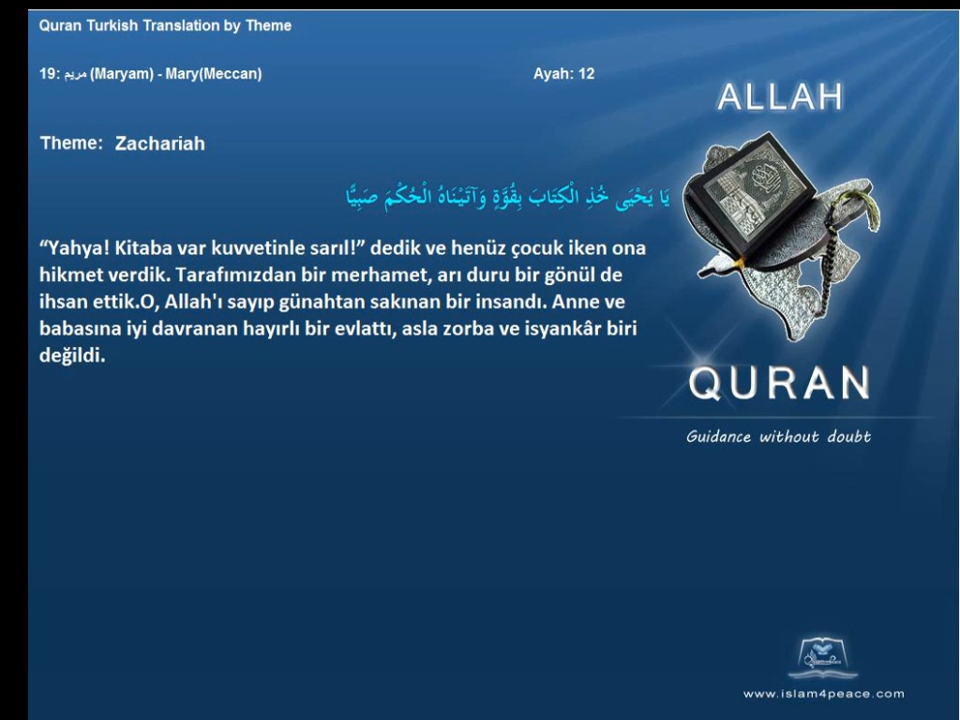 Quran Turkish Translation by Theme
19: مريم (Maryam) - Mary(Meccan)
Ayah: 12
ALLAH
Theme: Zachariah
يَا يَحْيَى خُذِ الْكِتَابَ بِقُوَّةٍ وَآتَيْنَاهُ الْحُكْمَ صَبِيًّا
“Yahya! Kitaba var kuvvetinle sarıl!” dedik ve henüz çocuk iken ona
hikmet verdik. Tarafımızdan bir merhamet, arı duru bir gönül de
ihsan ettik.O, Allah'ı sayıp günahtan sakınan bir insandı. Anne ve
babasına iyi davranan hayırlı bir evlattı, asla zorba ve isyankâr biri
değildi.
QURAN
Guidance without doubt
www.islam4peace.com